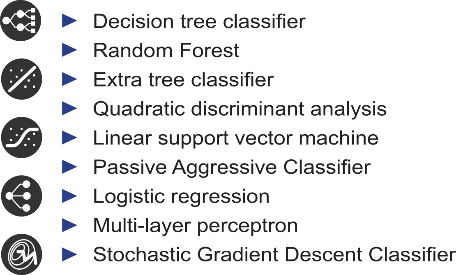 Decision tree classifier
Random Forest
Extra tree classifier
Quadratic discriminant analysis
Linear support vector machine
Passive Aggressive Classifier
Logistic regression
Multi-layer perceptron
Stochastic Gradient Descent Classifier